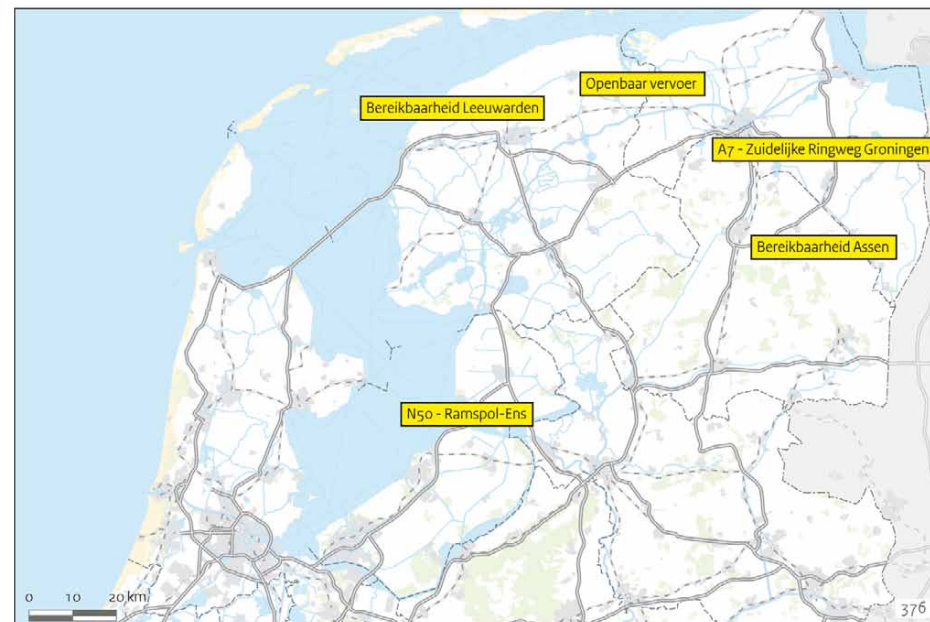 Openbaar vervoer
Bereikbaarheid Leeuwarden
A7 - Zuidelijke Ringweg Groningen
Bereikbaarheid Assen
N50 - Ramspol-Ens
0 10 20 km
376